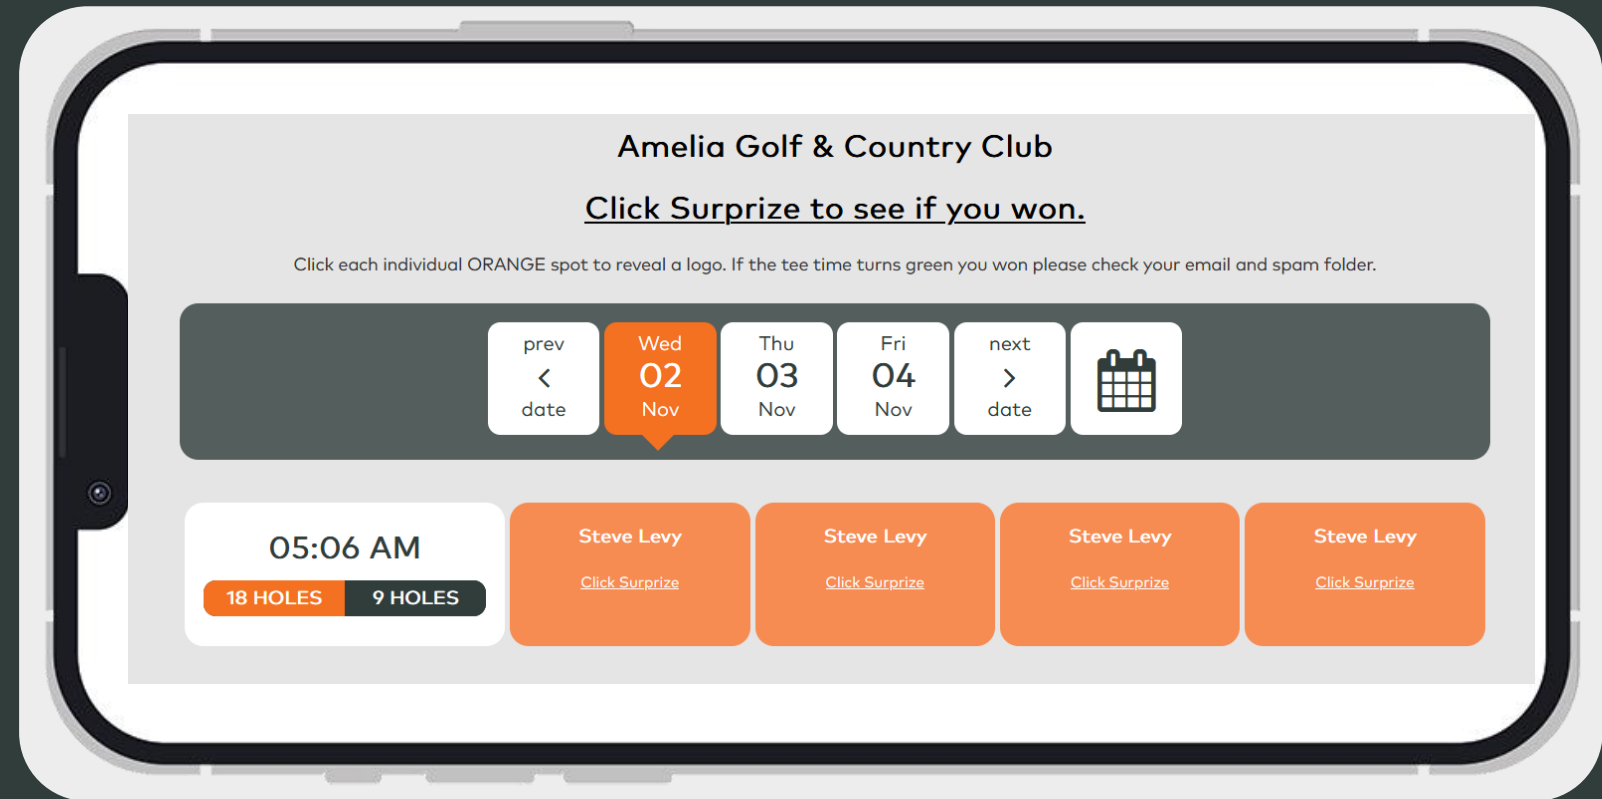 Amelia Golf & Country Club
Click Surprize to see if you won.
Click each individual ORANGE spot to reveal a logo. If the tee time turns green you won please check your email and spam folder.
prev
<
date
Wed
02
Nov
Thu
03
Nov
Fri
04
Nov
next
>
date
05:06 AM
18 HOLES 9 HOLES
Steve Levy
Click Surprize
Steve Levy
Click Surprize
Steve Levy
Click Surprize
Steve Levy
Click Surprize